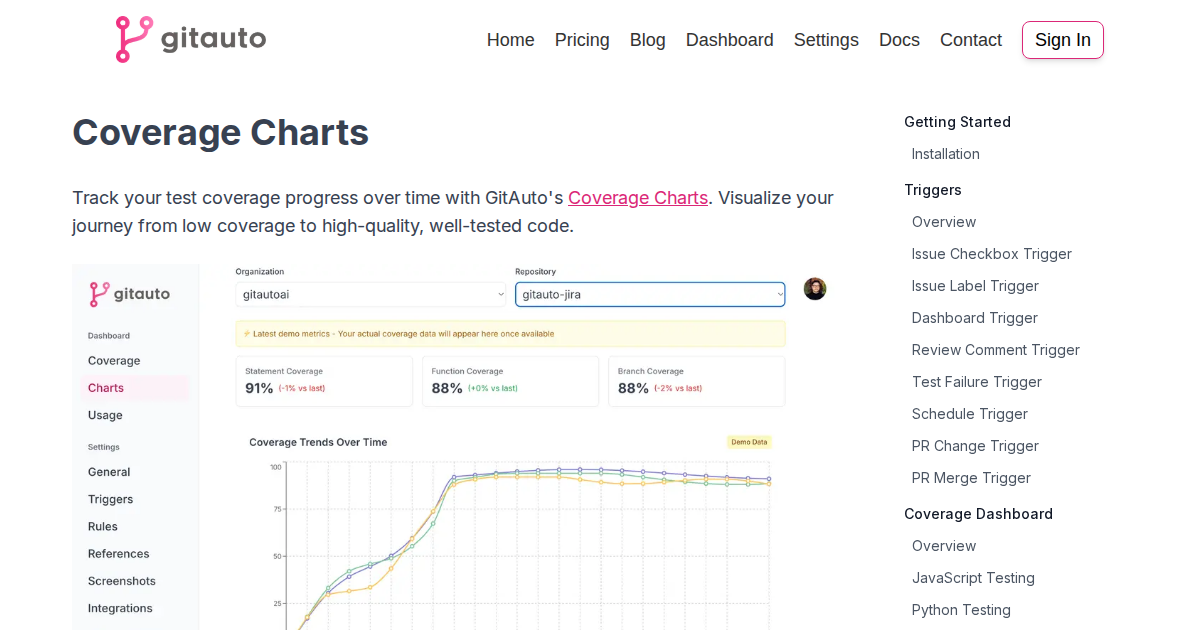 gitauto
Home Pricing Blog Dashboard Settings Docs Contact Sign In
Coverage Charts
Track your test coverage progress over time with GitAuto's Coverage Charts. Visualize your
journey from low coverage to high-quality, well-tested code.
gitauto
Dashboard
Coverage
Charts
Usage
Settings
General
Triggers
Rules
References
Screenshots
Integrations
Organization
gitautoai
Repository
gitauto-jira
⚡ Latest demo metrics - Your actual coverage data will appear here once available
Statement Coverage
91% (-1% vs last)
Function Coverage
88% (+0% vs last)
Branch Coverage
88% (-2% vs last)
Coverage Trends Over Time
Demo Data
100
75
50
25
Getting Started
Installation
Triggers
Overview
Issue Checkbox Trigger
Issue Label Trigger
Dashboard Trigger
Review Comment Trigger
Test Failure Trigger
Schedule Trigger
PR Change Trigger
PR Merge Trigger
Coverage Dashboard
Overview
JavaScript Testing
Python Testing